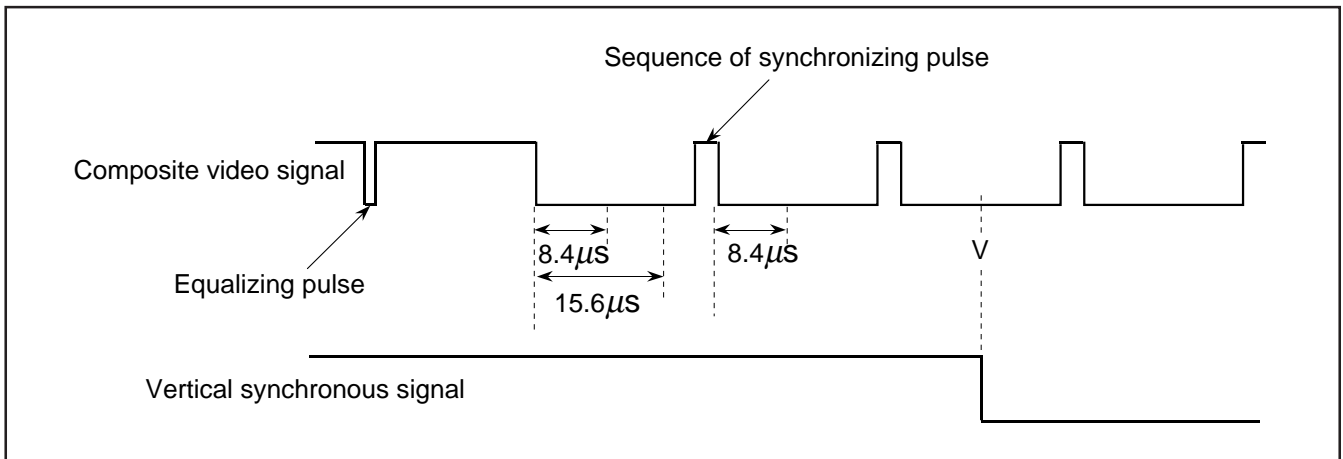 Sequence of synchronizing pulse
Composite video signal
8.4μs
8.4μs
V
Equalizing pulse
15.6μs
Vertical synchronous signal